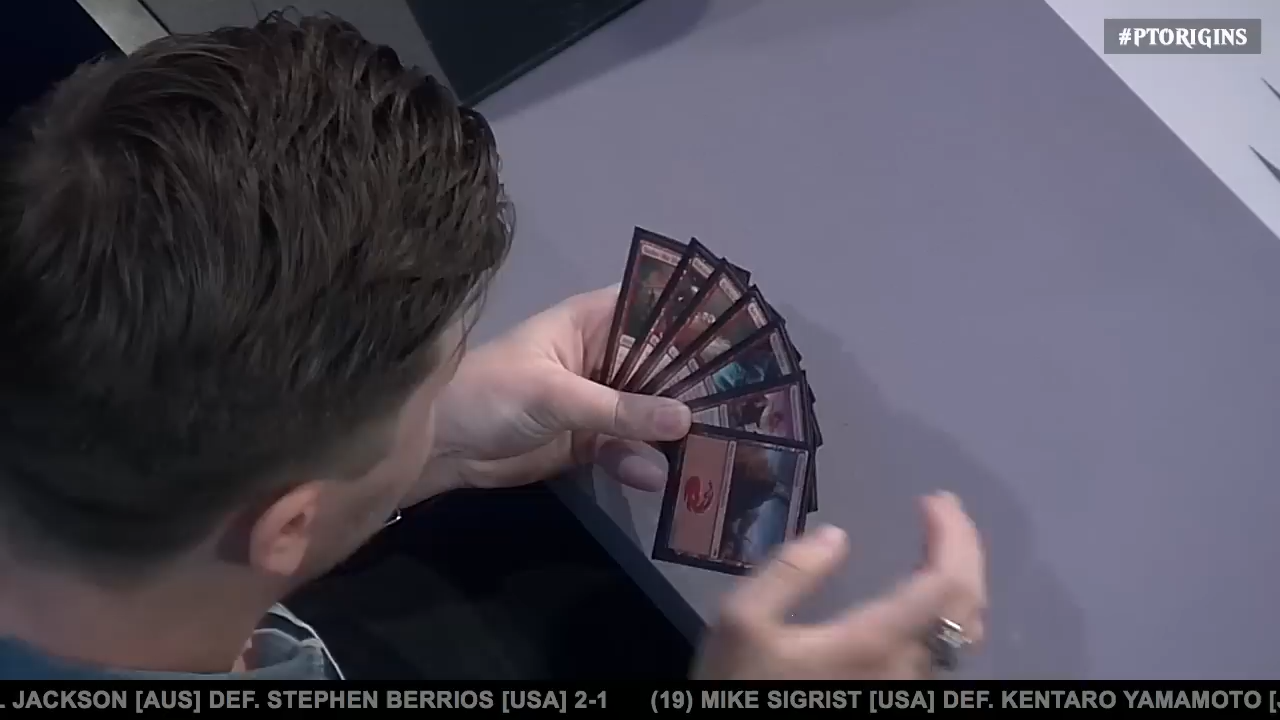 #PTORIGINS
L JACKSON [AUS] DEF. STEPHEN BERRIOS [USA] 2-1 (19) MIKE SIGRIST [USA] DEF. KENTARO YAMAMOTO [